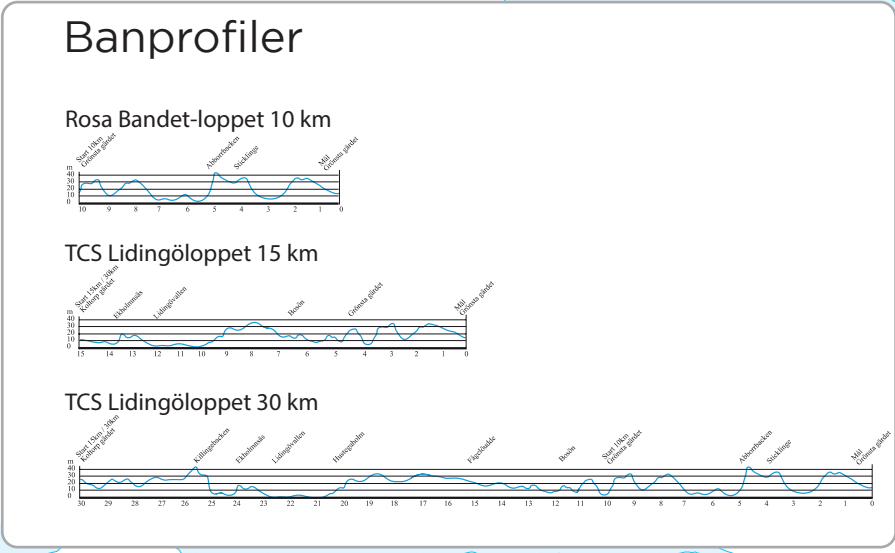 Banprofiler
Rosa Bandet-loppet 10 km
Start 10km
Grönsta gärdet
Abborrbacken
Sticklinge
Mål
Grönsta gärdet
m
40
30
20
10
0
10 9 8 7 6 5 4 3 2 1 0
TCS Lidingöloppet 15 km
Start 15km / 30km
Koltorp gärdet
Ekholmsnäs
Lidingövallen
Bosön
Grönsta gärdet
Mål
Grönsta gärdet
m
40
30
20
10
0
15 14 13 12 11 10 9 8 7 6 5 4 3 2 1 0
TCS Lidingöloppet 30 km
Start 15km / 30km
Koltorp gärdet
Killingebacken
Ekholmsnäs
Lidingövallen
Hustegaholm
Fågelöudde
Bosön
Start 10km
Grönsta gärdet
Abborrbacken
Sticklinge
Mål
Grönsta gärdet
m
40
30
20
10
0
30 29 28 27 26 25 24 23 22 21 20 19 18 17 16 15 14 13 12 11 10 9 8 7 6 5 4 3 2 1 0